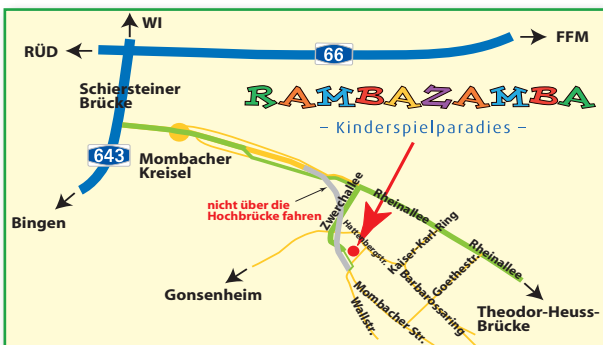 WI
RÜD
66
FFM
Schiersteiner
Brücke
RAMBAZAMBA
– Kinderspielparadies –
643
Mombacher
Kreisel
Bingen
nicht über die
Hochbrücke fahren
Zwerchallee
Rheinallee
Hattenbergstr.
Kaiser-Karl-Ring
Rheinallee
Goethestr.
Barbarossaring
Gonsenheim
Mombacher Str.
Wallstr.
Theodor-Heuss-
Brücke